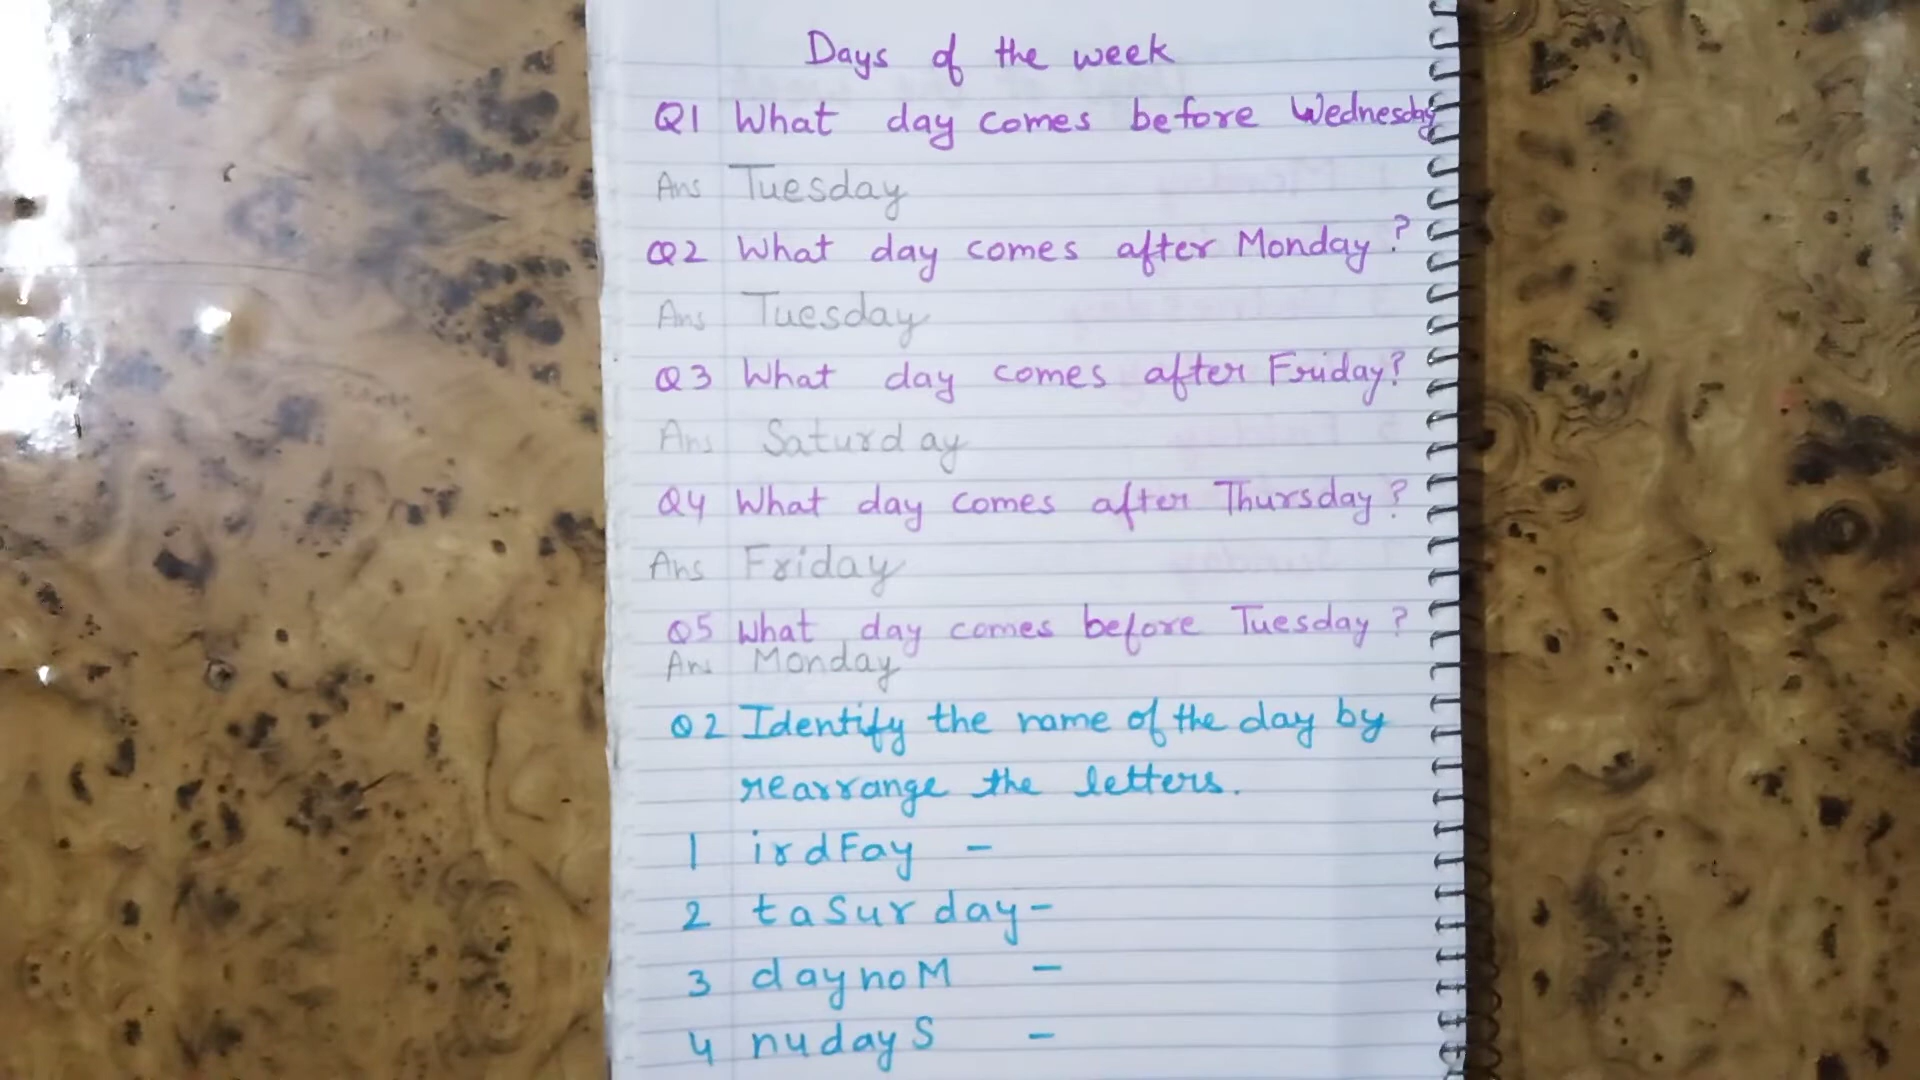 Days of the week
Q1 What day comes before Wednesday
Ans Tuesday
Q2 What day comes after Monday?
Ans Tuesday
Q3 What day comes after Friday?
Ans Saturday
Q4 What day comes after Thursday?
Ans Friday
Q5 What day comes before Tuesday?
Ans Monday
Q2 Identify the name of the day by
rearrange the letters.
1 irdFay -
2 taSurday -
3 daynoM -
4 nudayS -